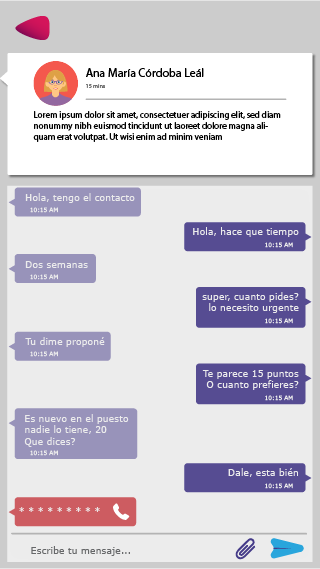 Ana María Córdoba Leál
15 mins
Lorem ipsum dolor sit amet, consectetuer adipiscing elit, sed diam
nonummy nibh euismod tincidunt ut laoreet dolore magna ali-
quam erat volutpat. Ut wisi enim ad minim veniam
Hola, tengo el contacto
10:15 AM
Hola, hace que tiempo
10:15 AM
Dos semanas
10:15 AM
super, cuanto pides?
lo necesito urgente
10:15 AM
Tu dime proponé
10:15 AM
Te parece 15 puntos
O cuanto prefieres?
10:15 AM
Es nuevo en el puesto
nadie lo tiene, 20
Que dices?
10:15 AM
Dale, esta bién
10:15 AM
* * * * * * * * *
Escribe tu mensaje...